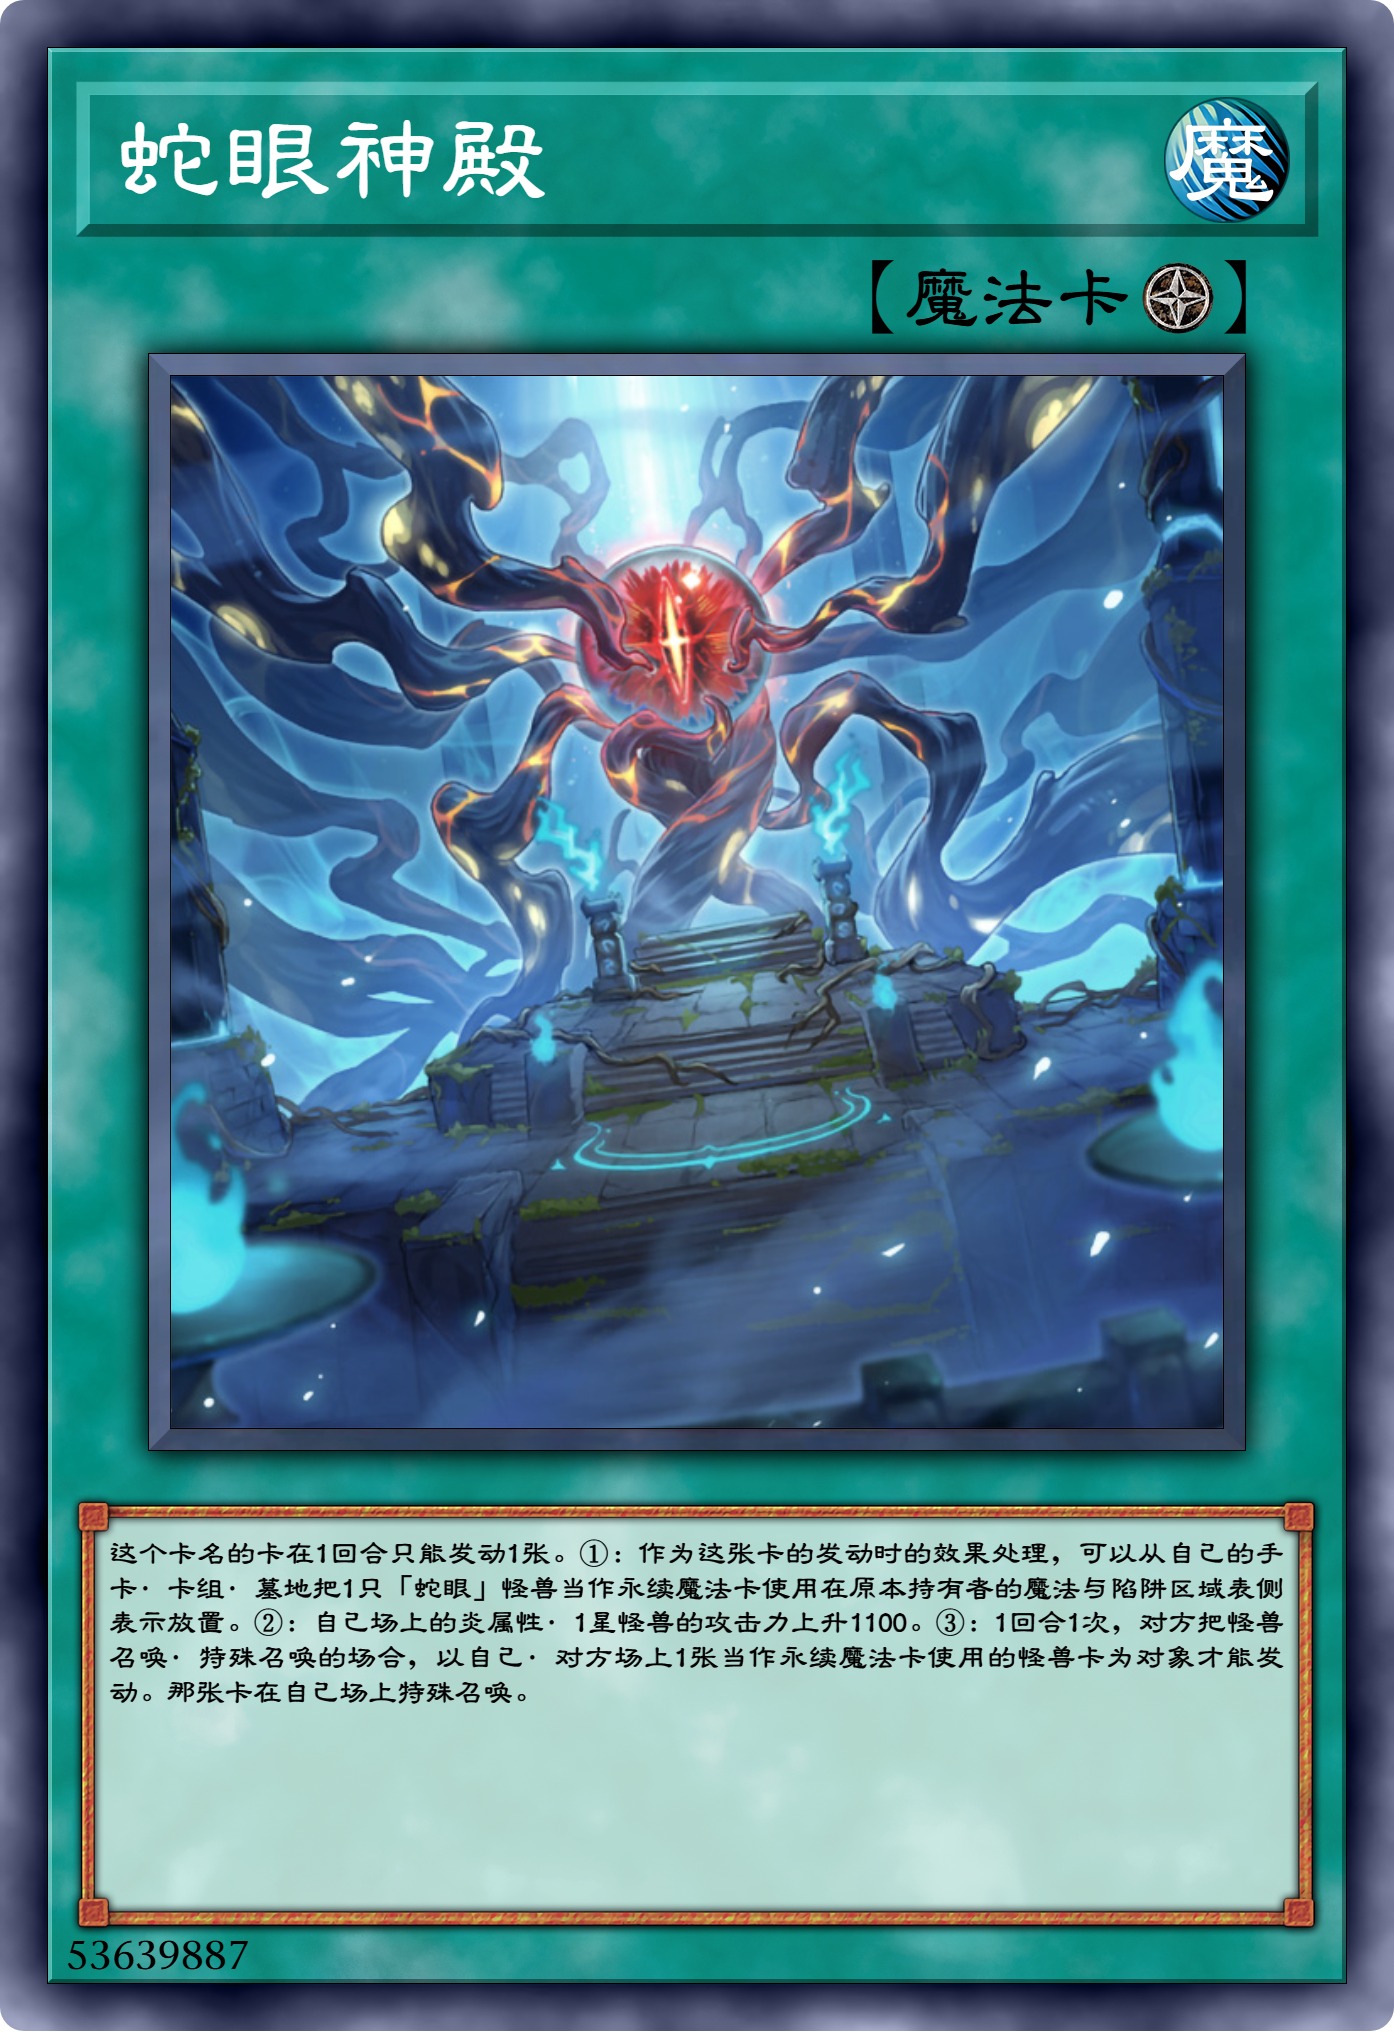 蛇眼神殿
魔
【魔法卡】
这个卡名的卡在1回合只能发动1张。①：作为这张卡的发动时的效果处理，可以从自己的手
卡·卡组·墓地把1只「蛇眼」怪兽当作永续魔法卡使用在原本持有者的魔法与陷阱区域表侧
表示放置。②：自己场上的炎属性·1星怪兽的攻击力上升1100。③：1回合1次，对方把怪兽
召唤·特殊召唤的场合，以自己·对方场上1张当作永续魔法卡使用的怪兽卡为对象才能发
动。那张卡在自己场上特殊召唤。
53639887